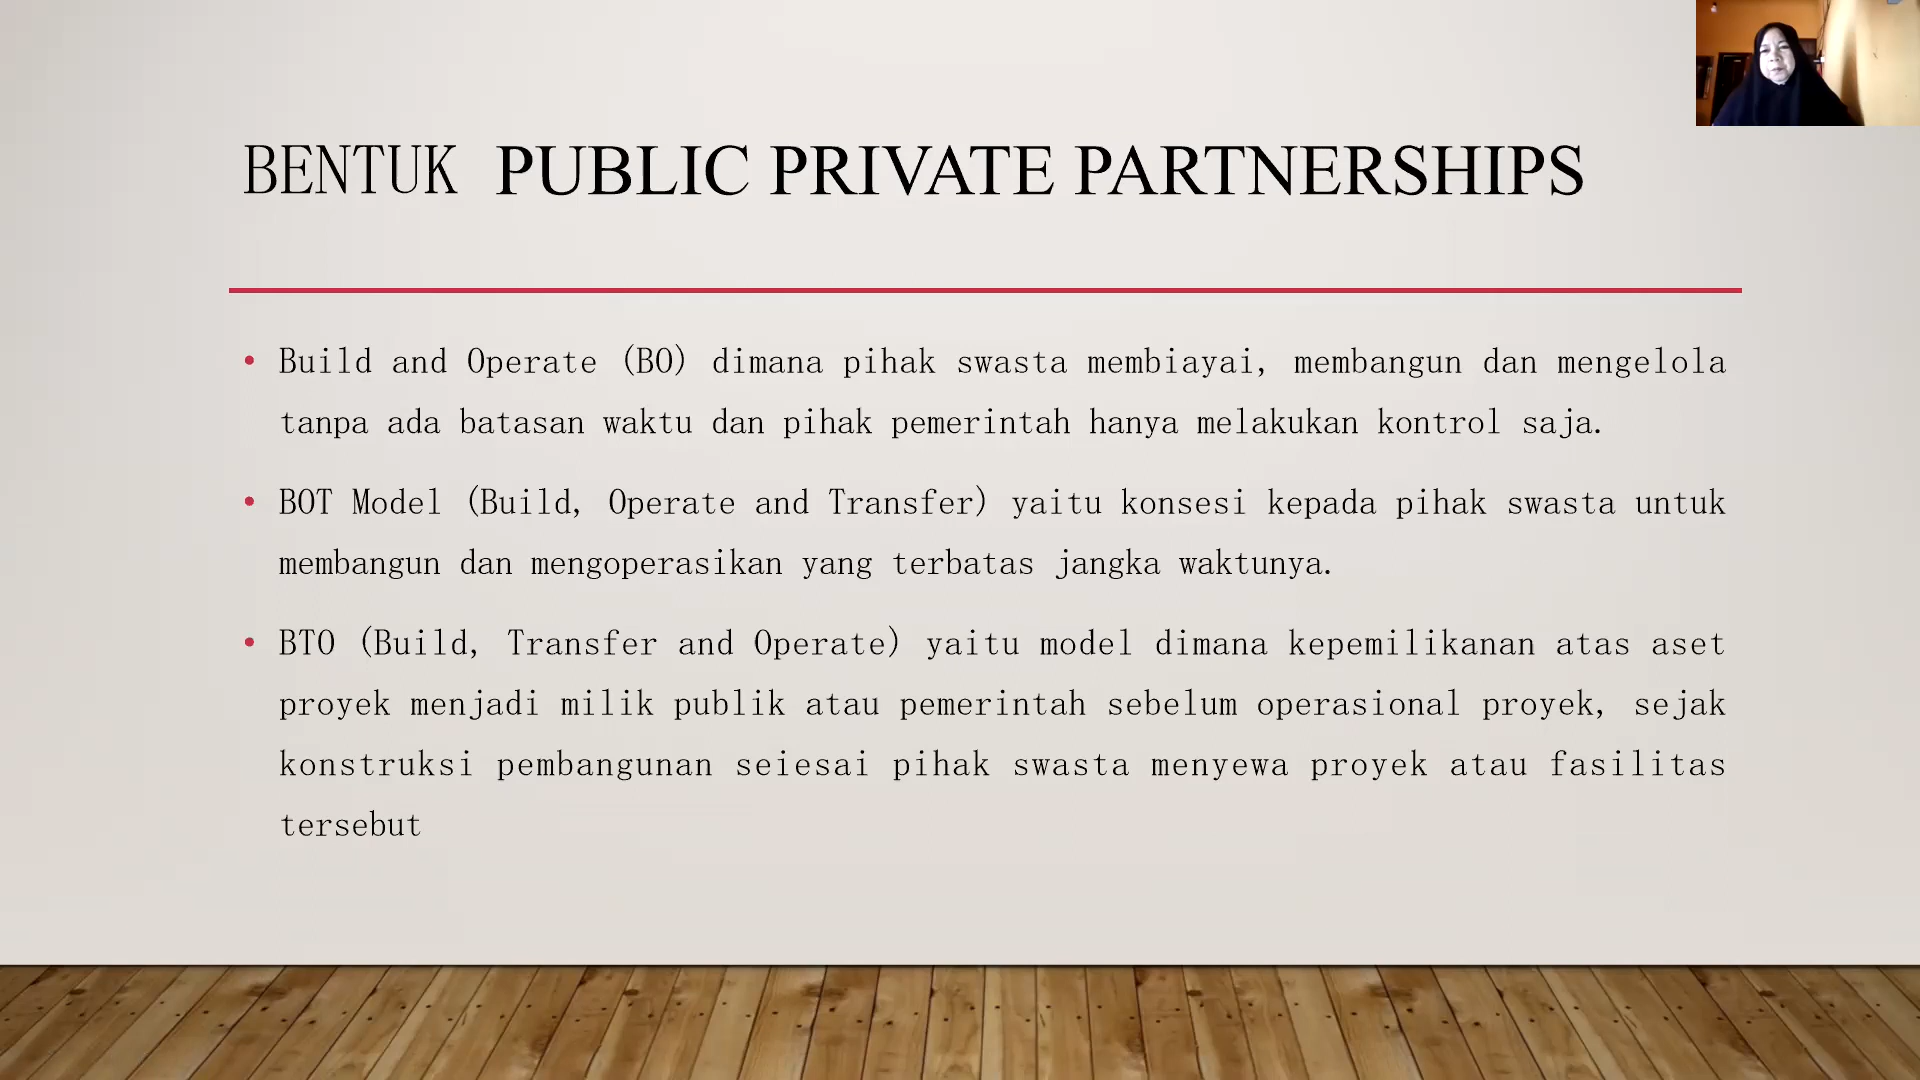 BENTUK PUBLIC PRIVATE PARTNERSHIPS
• Build and Operate (BO) dimana pihak swasta membiayai, membangun dan mengelola
tanpa ada batasan waktu dan pihak pemerintah hanya melakukan kontrol saja.
• BOT Model (Build, Operate and Transfer) yaitu konsesi kepada pihak swasta untuk
membangun dan mengoperasikan yang terbatas jangka waktunya.
• BTO (Build, Transfer and Operate) yaitu model dimana kepemilikanan atas aset
proyek menjadi milik publik atau pemerintah sebelum operasional proyek, sejak
konstruksi pembangunan seiesai pihak swasta menyewa proyek atau fasilitas
tersebut